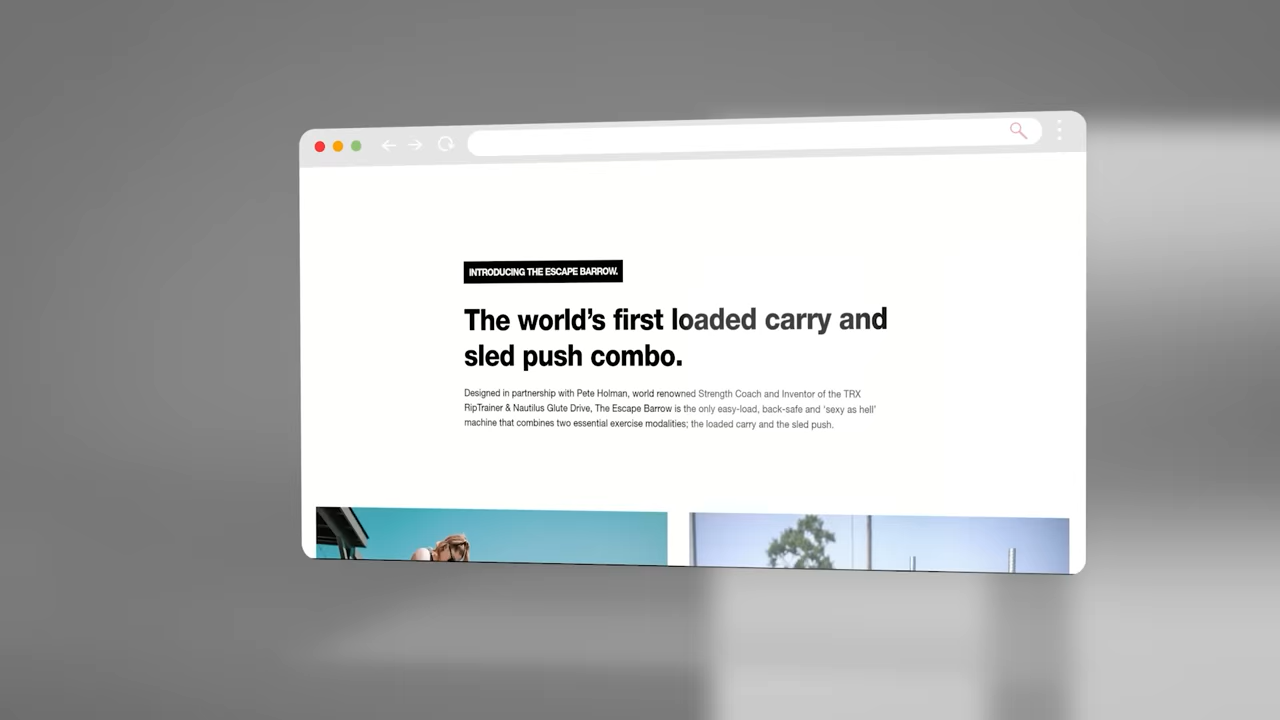 INTRODUCING THE ESCAPE BARROW.
The world’s first loaded carry and
sled push combo.
Designed in partnership with Pete Holman, world renowned Strength Coach and Inventor of the TRX
RipTrainer & Nautilus Glute Drive, The Escape Barrow is the only easy-load, back-safe and ‘sexy as hell’
machine that combines two essential exercise modalities; the loaded carry and the sled push.